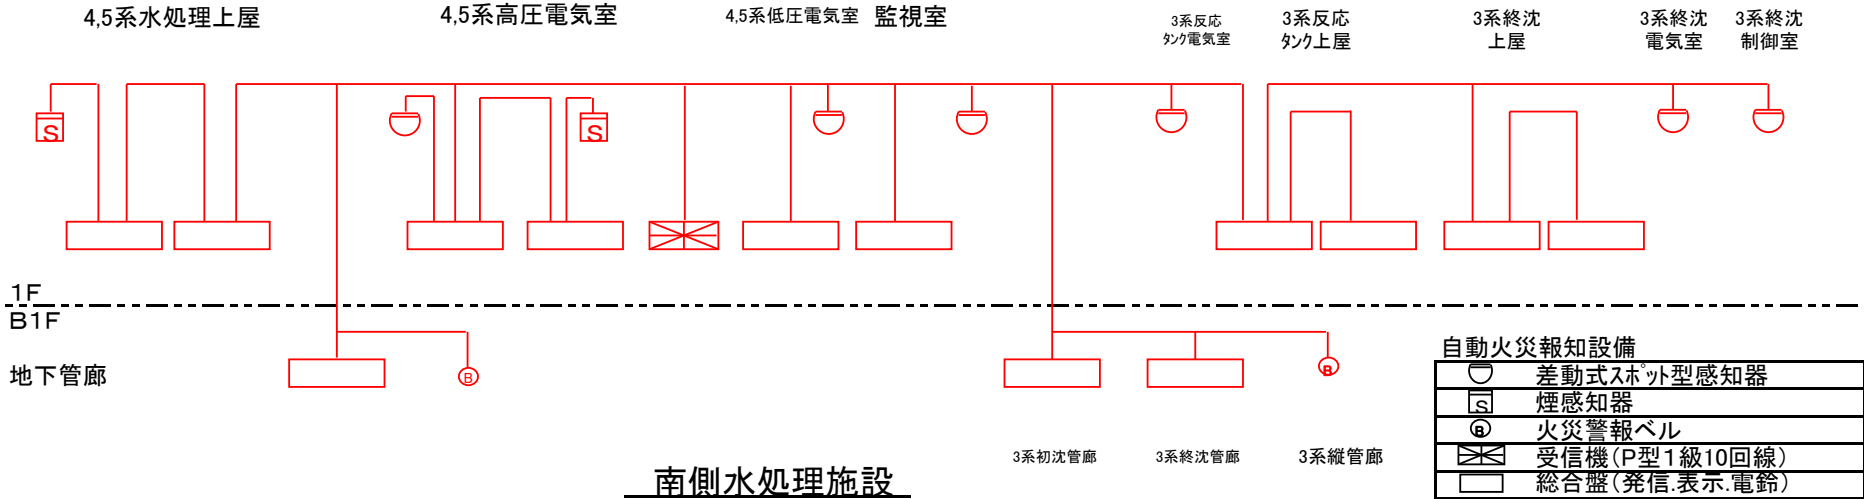 4,5系水処理上屋
4,5系高圧電気室
4,5系低圧電気室
監視室
3系反応
タンク電気室
3系反応
タンク上屋
3系終沈
上屋
3系終沈
電気室
3系終沈
制御室
S
S
1F
B1F
地下管廊
B
B
3系初沈管廊
3系終沈管廊
3系縦管廊
南側水処理施設
自動火災報知設備
差動式スポット型感知器
S 煙感知器
B 火災警報ベル
受信機(P型1級10回線)
総合盤(発信.表示.電鈴)